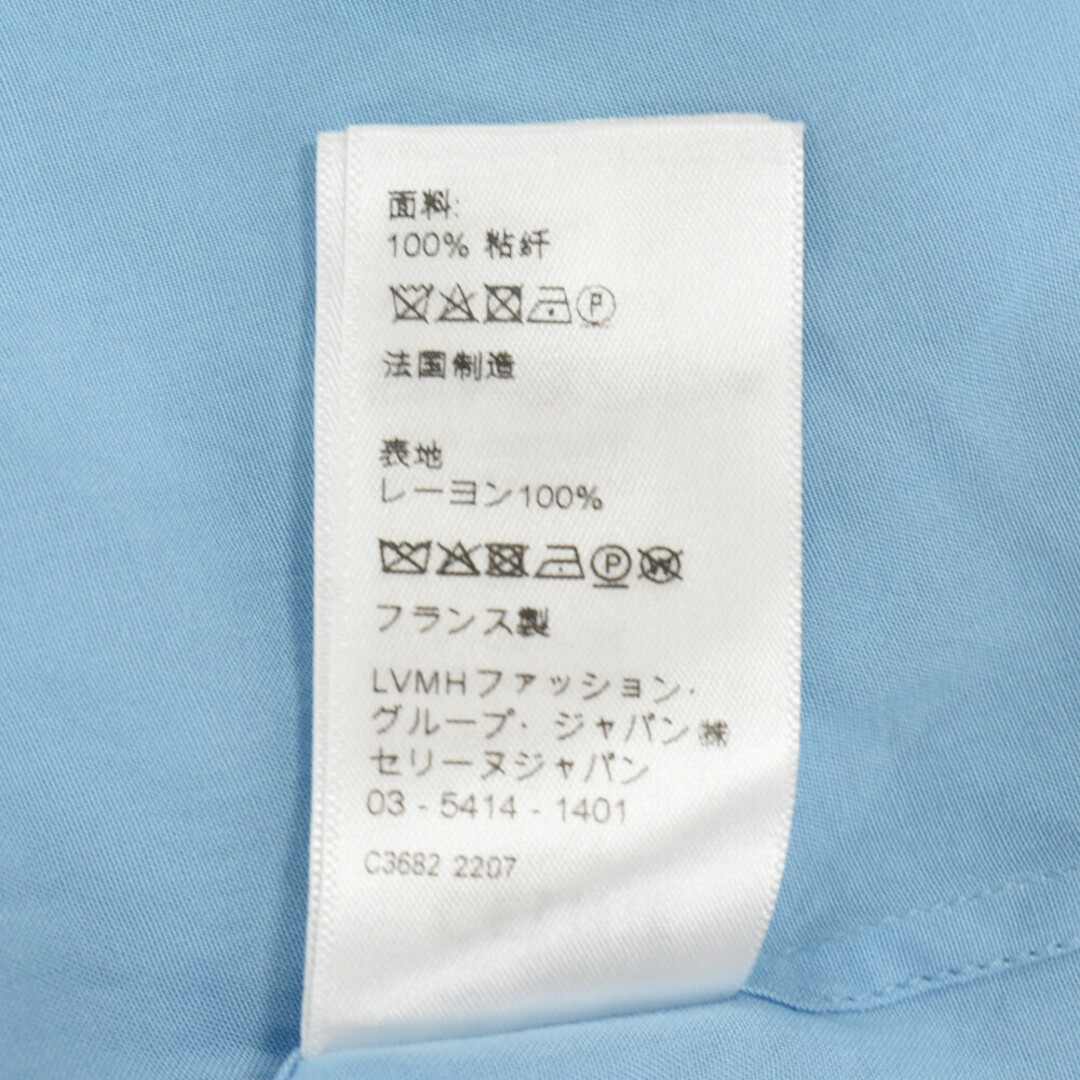 面料:
100% 粘纤
P
法国制造
表地
レーヨン100%
P W
フランス製
LVMHファッション・
グループ・ジャパン㈱
セリーヌジャパン
03 - 5414 - 1401
C3682 2207